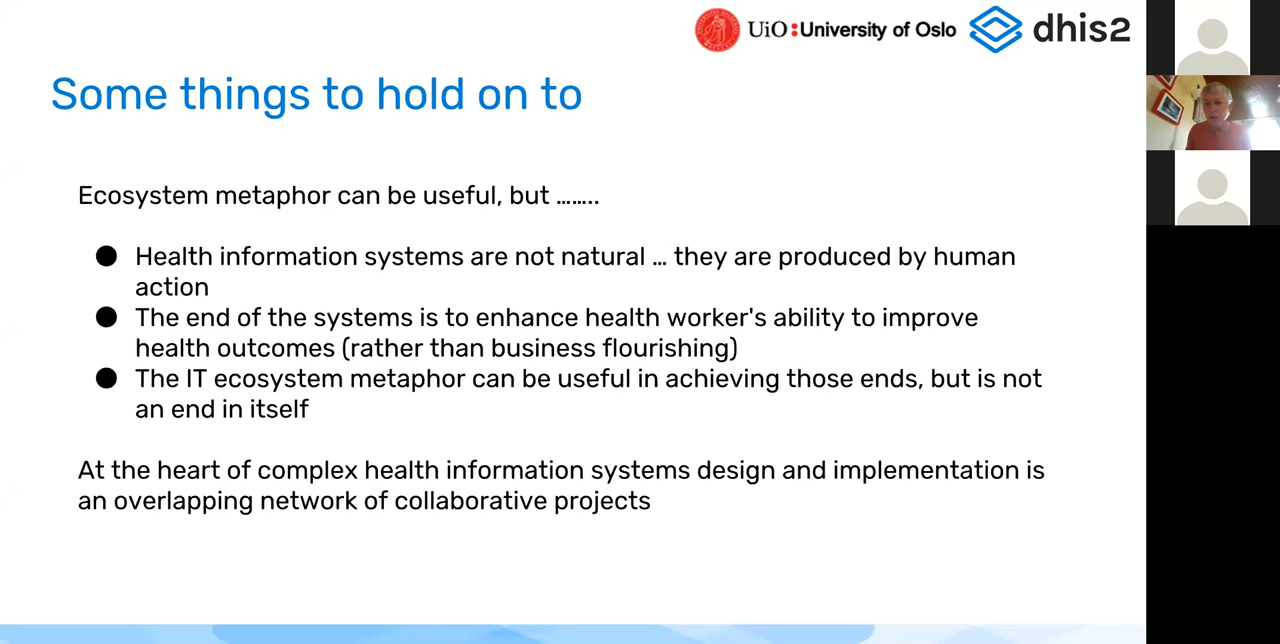 UiO:University of Oslo dhis2
Some things to hold on to
Ecosystem metaphor can be useful, but ........
● Health information systems are not natural … they are produced by human
action
● The end of the systems is to enhance health worker's ability to improve
health outcomes (rather than business flourishing)
● The IT ecosystem metaphor can be useful in achieving those ends, but is not
an end in itself
At the heart of complex health information systems design and implementation is
an overlapping network of collaborative projects